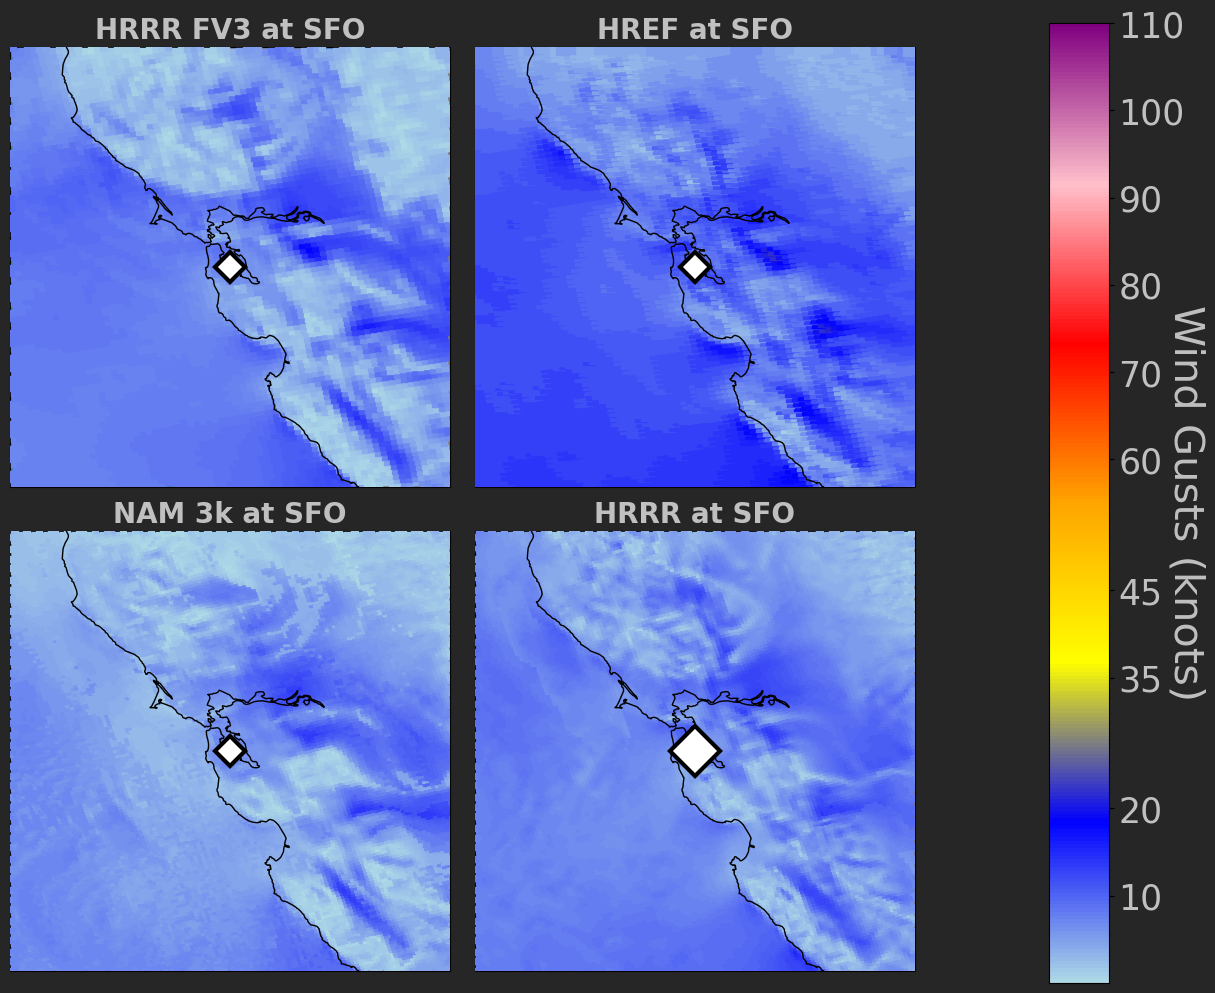 HRRR FV3 at SFO
HREF at SFO
NAM 3k at SFO
HRRR at SFO
110
100
90
80
70
60
45
35
20
10
Wind Gusts (knots)